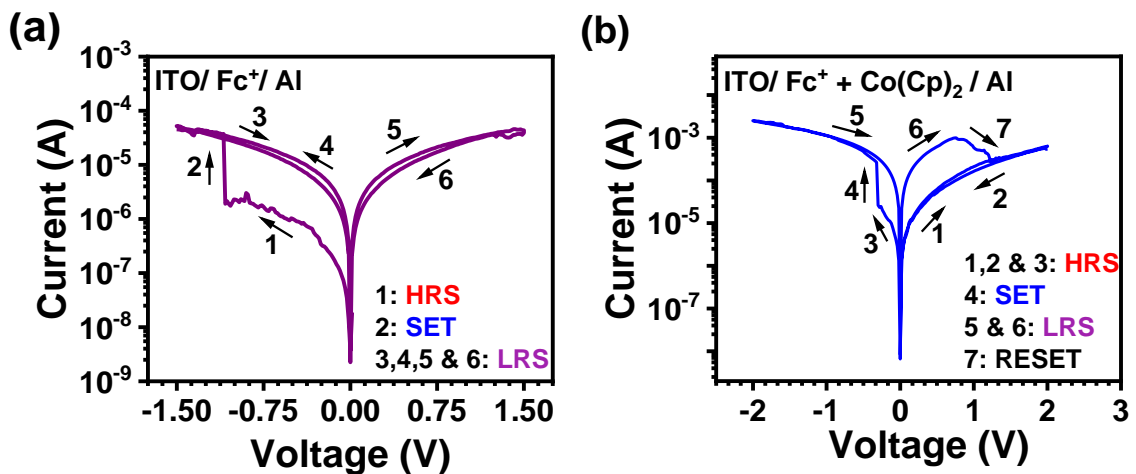 (a)
ITO/ Fc⁺/ Al
Current (A)
10⁻³
10⁻⁴
10⁻⁵
10⁻⁶
10⁻⁷
10⁻⁸
10⁻⁹
1
2
3
4
5
6
1: HRS
2: SET
3,4,5 & 6: LRS
-1.50 -0.75 0.00 0.75 1.50
Voltage (V)
(b)
ITO/ Fc⁺ + Co(Cp)₂ / Al
Current (A)
10⁻³
10⁻⁵
10⁻⁷
5
6
7
4
3
1
2
1,2 & 3: HRS
4: SET
5 & 6: LRS
7: RESET
-2 -1 0 1 2 3
Voltage (V)